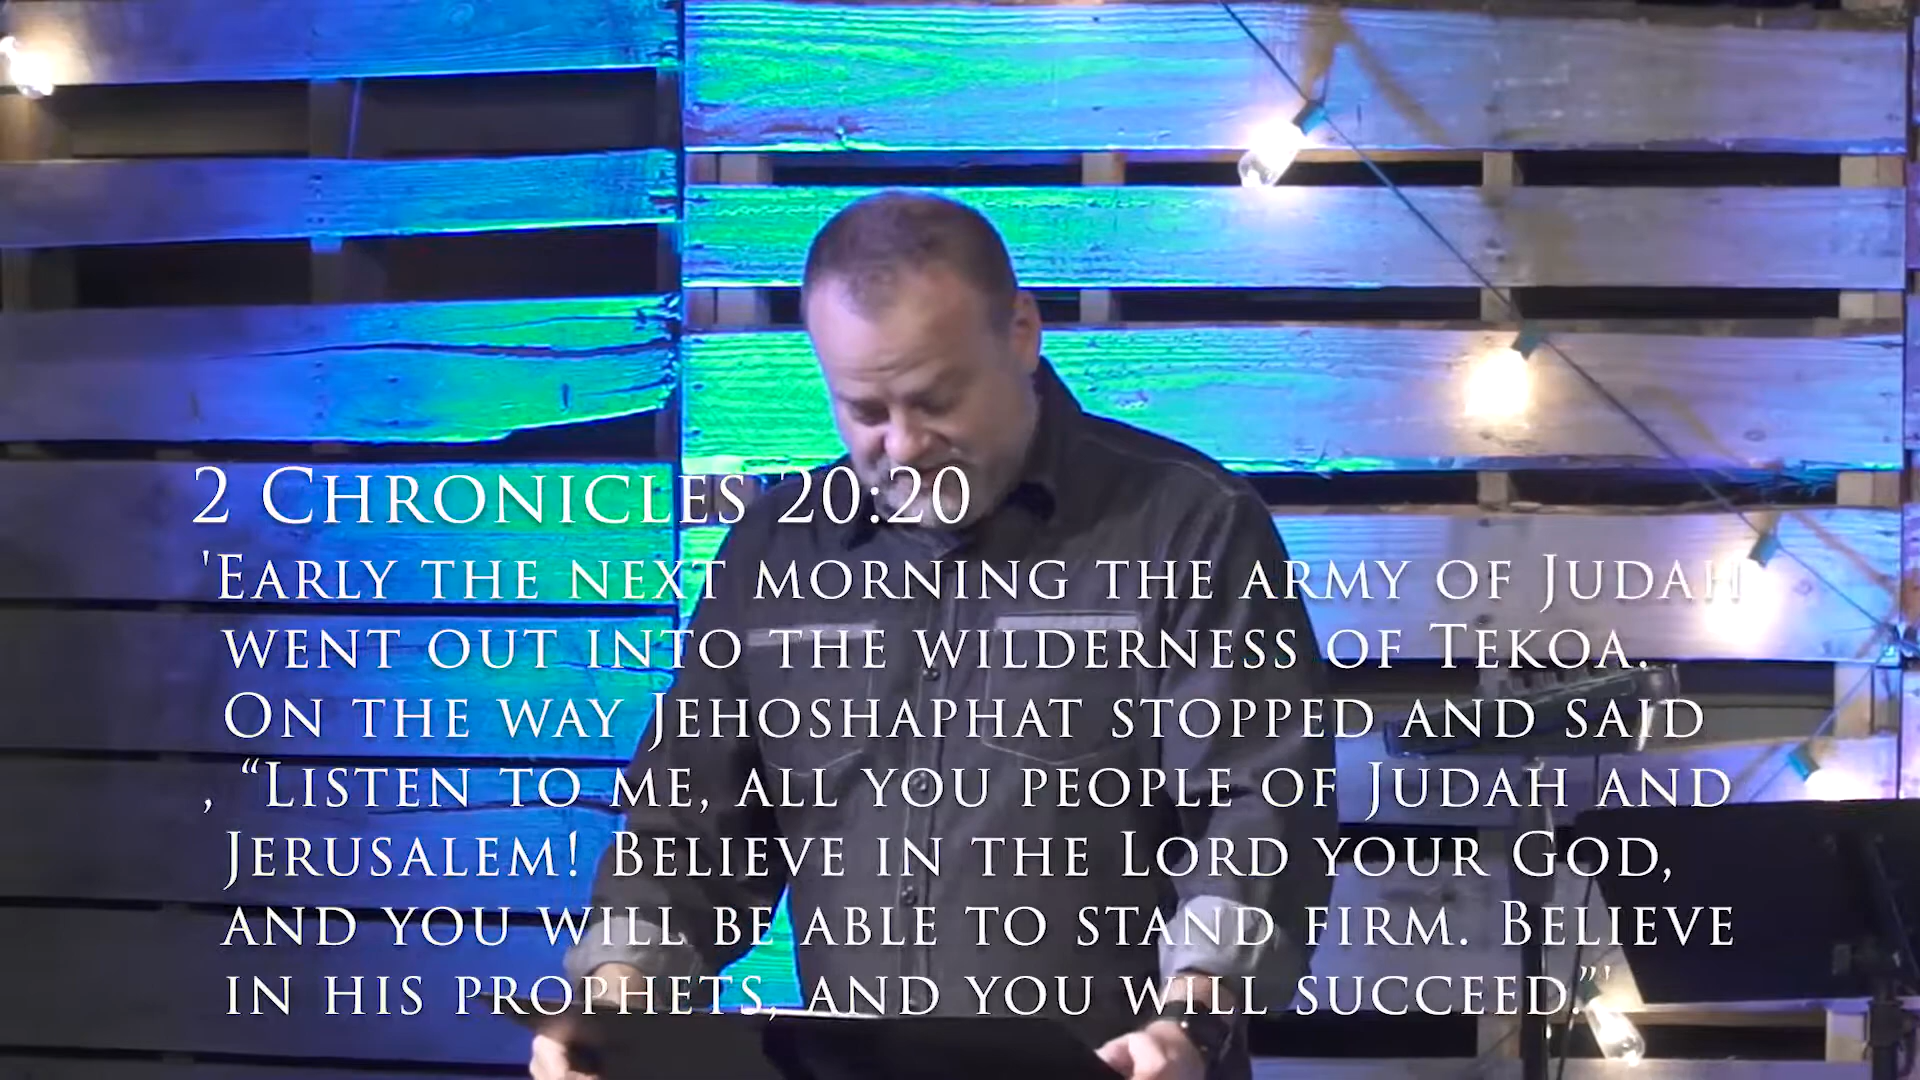 2 Chronicles 20:20
'Early the next morning the army of Judah
went out into the wilderness of Tekoa.
On the way Jehoshaphat stopped and said
, “Listen to me, all you people of Judah and
Jerusalem! Believe in the Lord your God,
and you will be able to stand firm. Believe
in his prophets, and you will succeed.”'